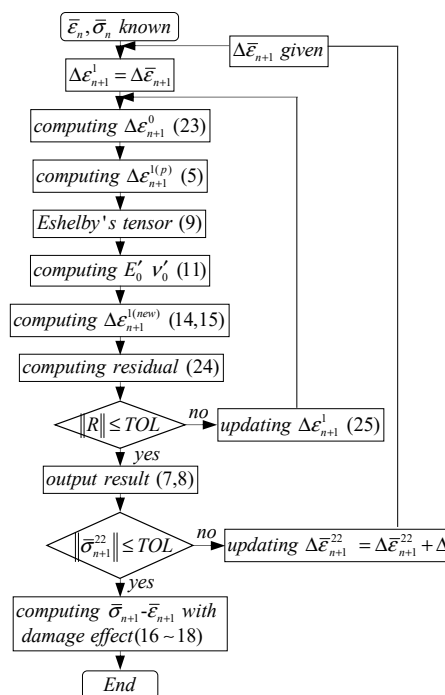 ε̄ₙ, σ̄ₙ known
Δε̄ₙ₊₁ given
Δε¹ₙ₊₁ = Δε̄ₙ₊₁
computing Δε⁰ₙ₊₁ (23)
computing Δε¹⁽ᵖ⁾ₙ₊₁ (5)
Eshelby's tensor (9)
computing E₀′ ν₀′ (11)
computing Δε¹⁽ⁿᵉʷ⁾ₙ₊₁ (14,15)
computing residual (24)
‖R‖ ≤ TOL
no
updating Δε¹ₙ₊₁ (25)
yes
output result (7,8)
‖σ̄²²ₙ₊₁‖ ≤ TOL
no
updating Δε̄²²ₙ₊₁ = Δε̄²²ₙ₊₁ + Δ
yes
computing σ̄ₙ₊₁-ε̄ₙ₊₁ with
damage effect(16 ~ 18)
End